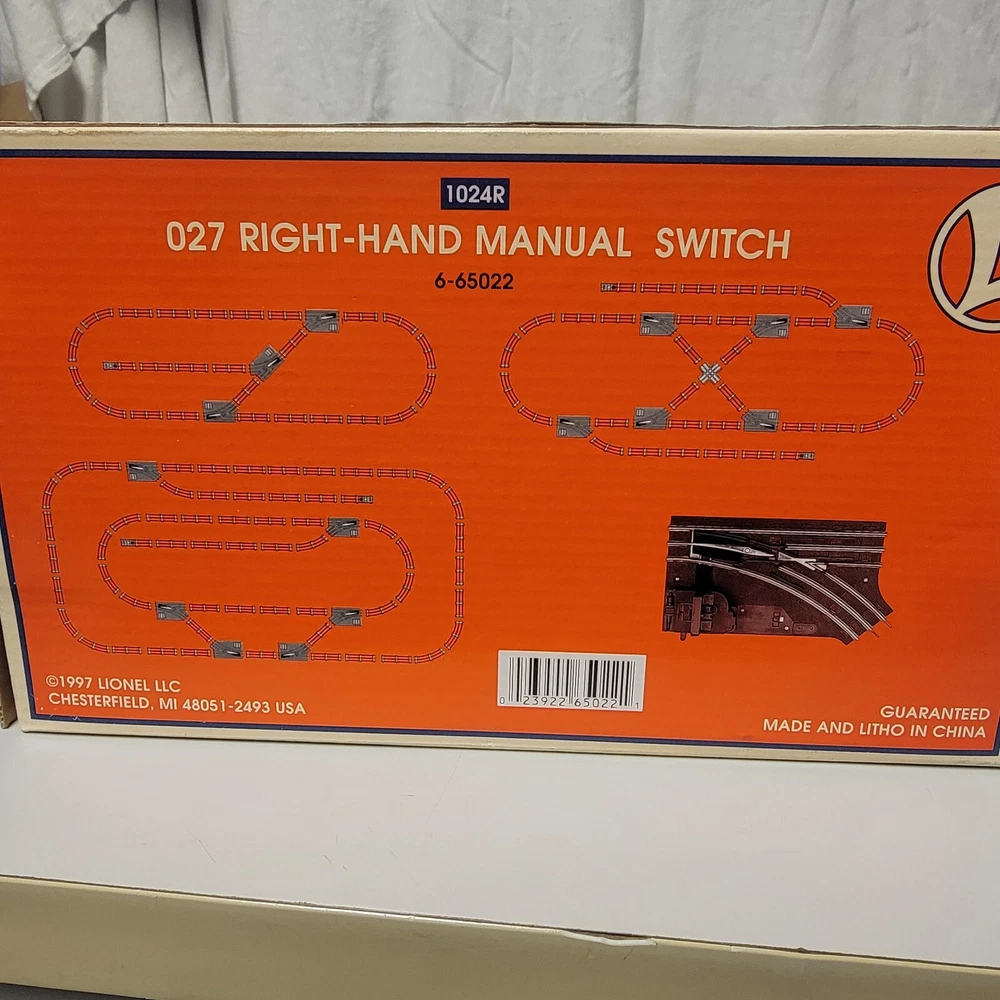 1024R
027 RIGHT-HAND MANUAL SWITCH
6-65022
©1997 LIONEL LLC
CHESTERFIELD, MI 48051-2493 USA
0 23922 65022 1
GUARANTEED
MADE AND LITHO IN CHINA
L